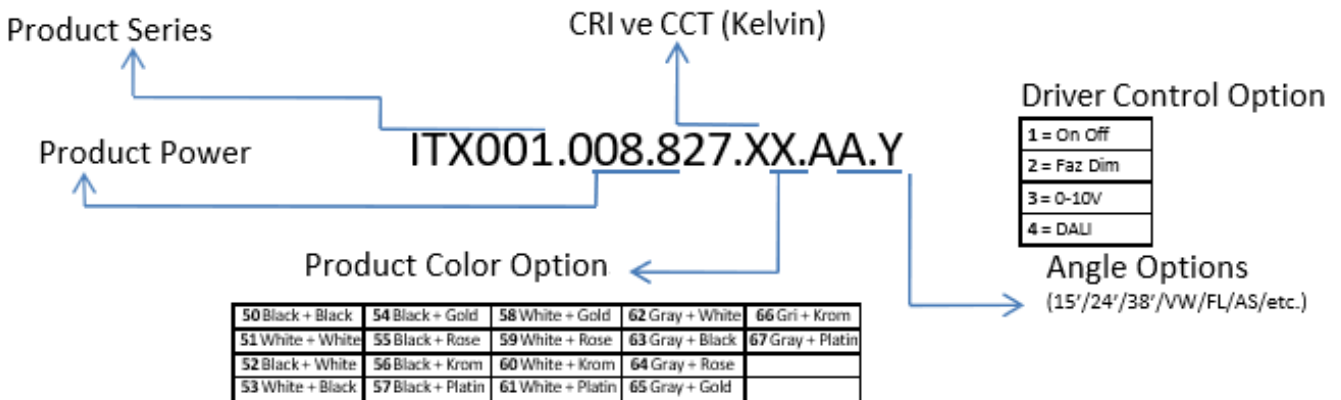 Product Series
CRI ve CCT (Kelvin)
Driver Control Option
1 = On Off
2 = Faz Dim
3 = 0-10V
4 = DALI
Product Power
ITX001.008.827.XX.AA.Y
Product Color Option
Angle Options
(15'/24'/38'/VW/FL/AS/etc.)
50 Black + Black 54 Black + Gold 58 White + Gold 62 Gray + White 66 Gri + Krom
51 White + White 55 Black + Rose 59 White + Rose 63 Gray + Black 67 Gray + Platin
52 Black + White 56 Black + Krom 60 White + Krom 64 Gray + Rose
53 White + Black 57 Black + Platin 61 White + Platin 65 Gray + Gold